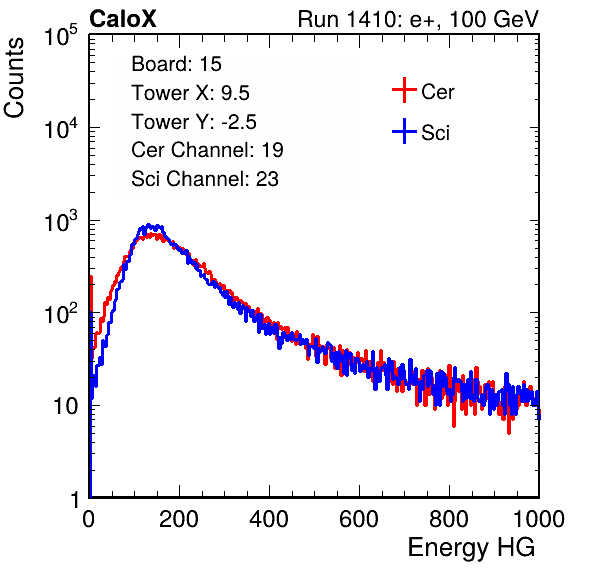 CaloX Run 1410: e+, 100 GeV
Counts
Board: 15
Tower X: 9.5
Tower Y: -2.5
Cer Channel: 19
Sci Channel: 23
Cer
Sci
10^5
10^4
10^3
10^2
10
1
0 200 400 600 800 1000
Energy HG